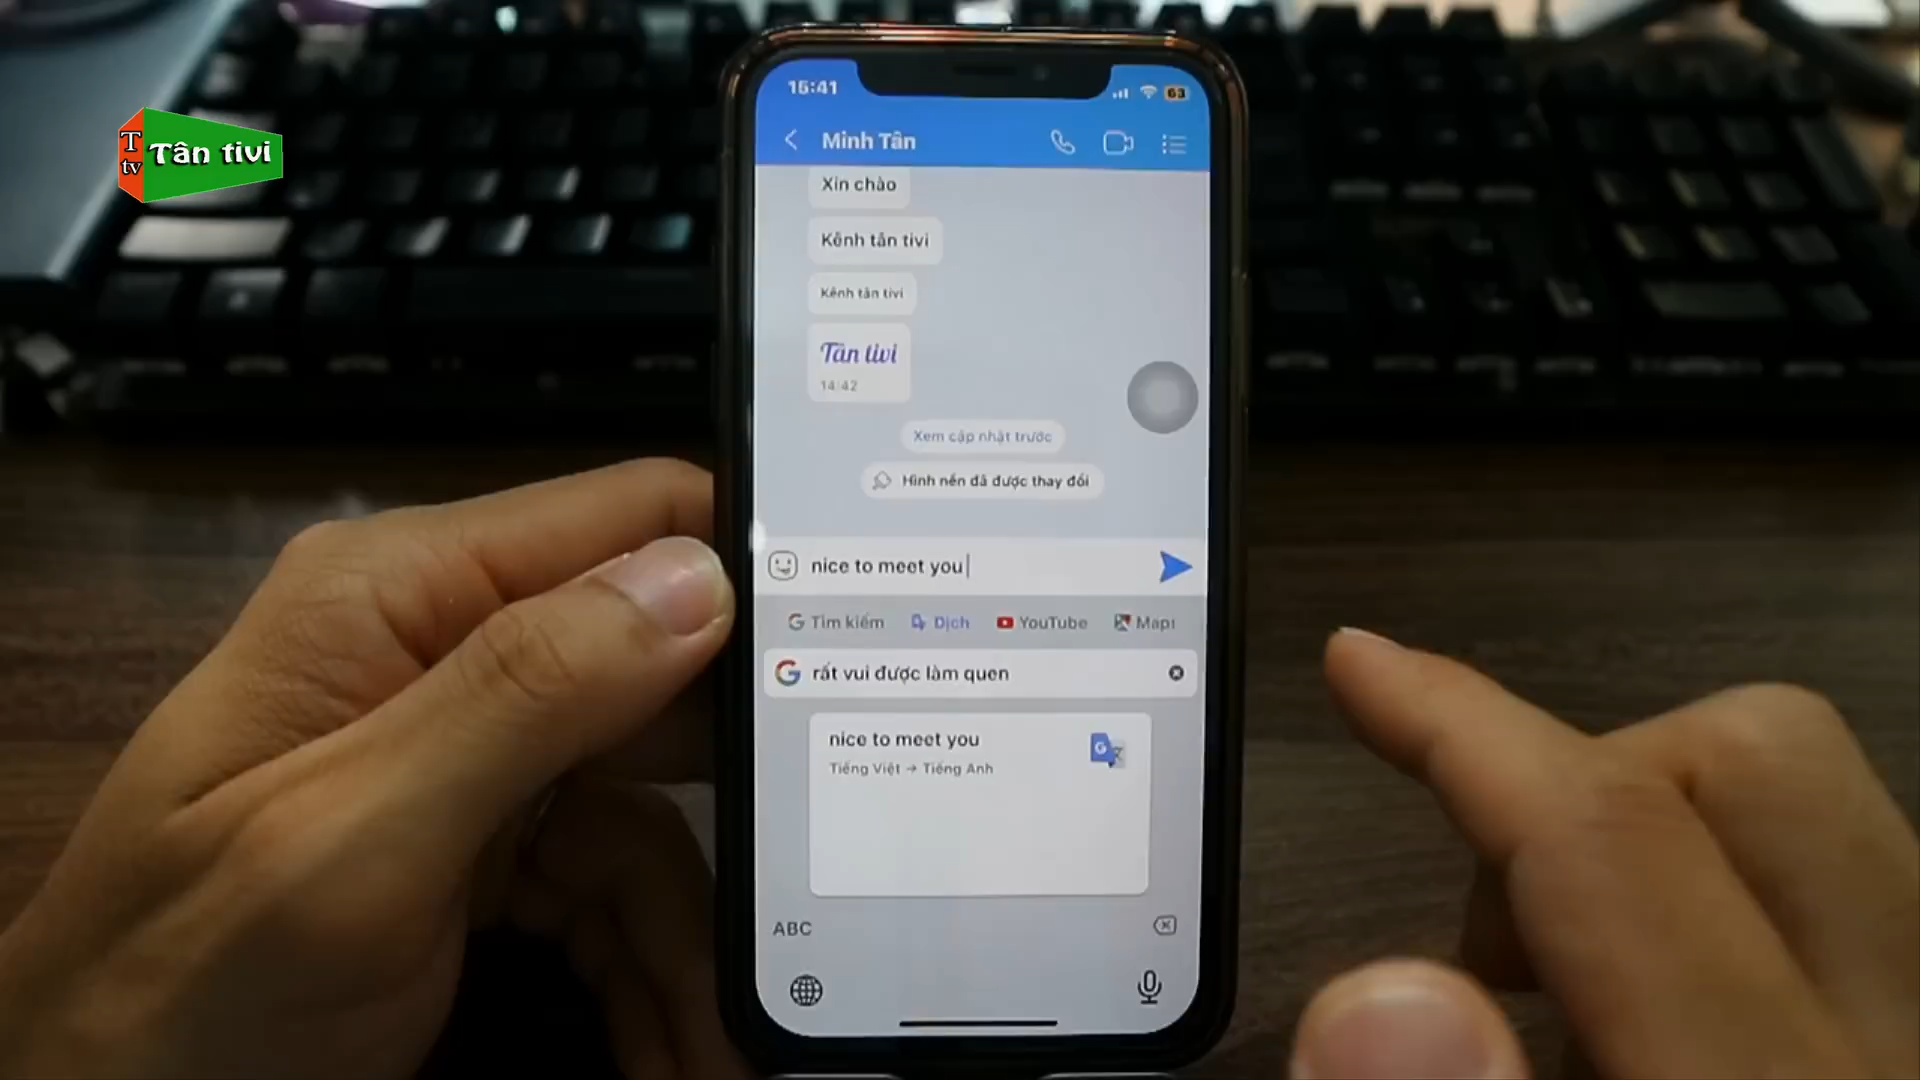 T
tv
Tân tivi
15:41
63
Minh Tân
Xin chào
Kênh tân tivi
Kênh tân tivi
Tân tivi
14:42
Xem cập nhật trước
Hình nền đã được thay đổi
nice to meet you
Tìm kiếm Dịch YouTube Maps
rất vui được làm quen
nice to meet you
Tiếng Việt → Tiếng Anh
ABC